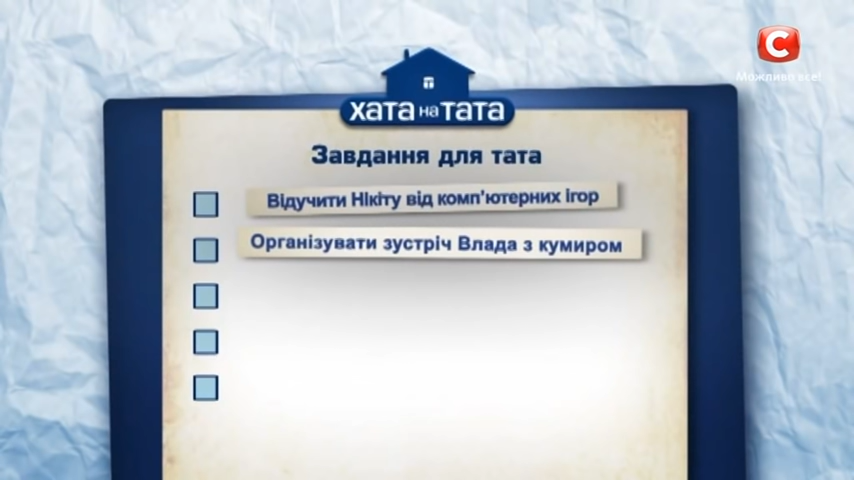 С
Можливо все!
ХАТА на ТАТА
Завдання для тата
Відучити Нікіту від комп'ютерних ігор
Організувати зустріч Влада з кумиром